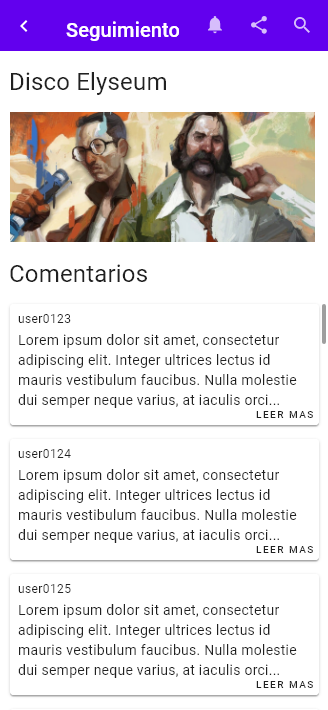 Seguimiento
Disco Elyseum
Comentarios
user0123
Lorem ipsum dolor sit amet, consectetur
adipiscing elit. Integer ultrices lectus id
mauris vestibulum faucibus. Nulla molestie
dui semper neque varius, at iaculis orci...
LEER MAS
user0124
Lorem ipsum dolor sit amet, consectetur
adipiscing elit. Integer ultrices lectus id
mauris vestibulum faucibus. Nulla molestie
dui semper neque varius, at iaculis orci...
LEER MAS
user0125
Lorem ipsum dolor sit amet, consectetur
adipiscing elit. Integer ultrices lectus id
mauris vestibulum faucibus. Nulla molestie
dui semper neque varius, at iaculis orci...
LEER MAS